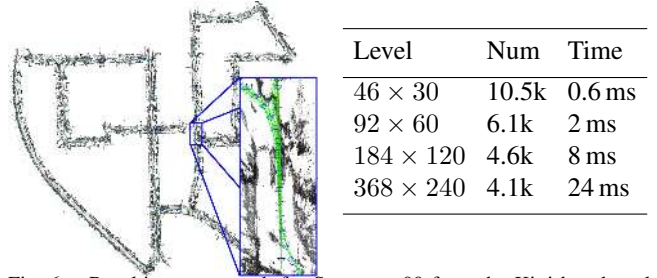 Level Num Time
46 × 30 10.5k 0.6 ms
92 × 60 6.1k 2 ms
184 × 120 4.6k 8 ms
368 × 240 4.1k 24 ms